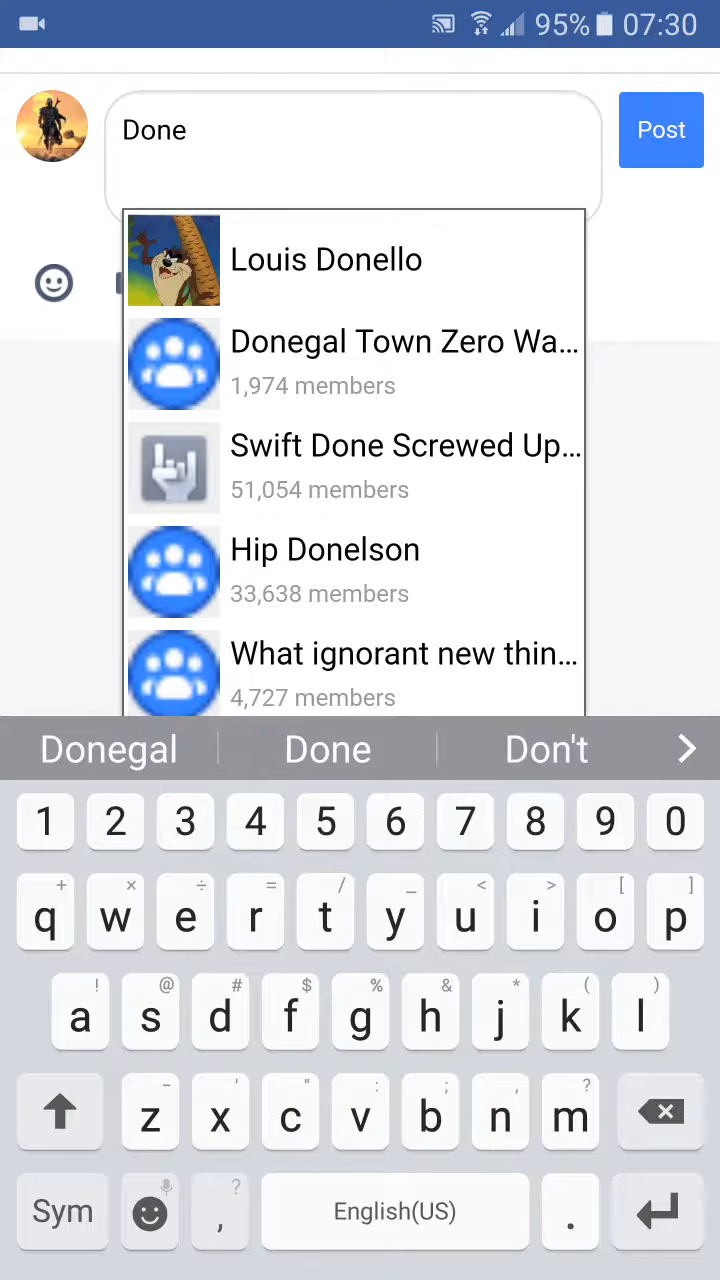 95% 07:30
Done
Post
Louis Donello
Donegal Town Zero Wa...
1,974 members
Swift Done Screwed Up...
51,054 members
Hip Donelson
33,638 members
What ignorant new thin...
4,727 members
Donegal Done Don't
1 2 3 4 5 6 7 8 9 0
+ × ÷ = / _ < > [ ]
q w e r t y u i o p
! @ # $ % & * ( )
a s d f g h j k l
- ' " : ; , ?
z x c v b n m
?
Sym , English(US) .